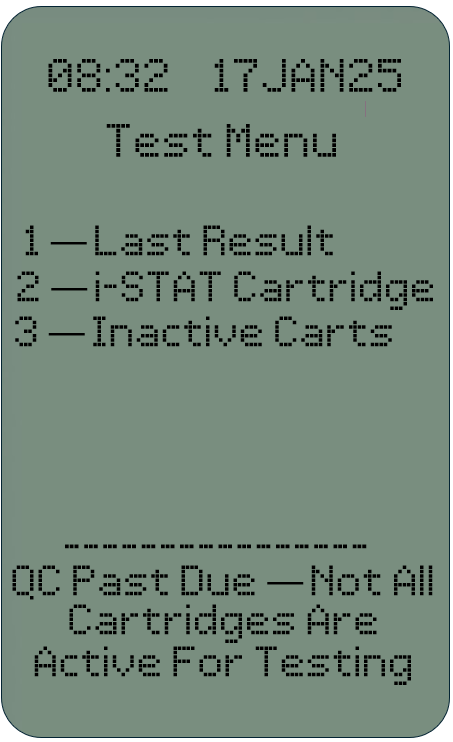 08:32 17JAN25
Test Menu
1 —Last Result
2 —i-STAT Cartridge
3 —Inactive Carts
-----------------
QC Past Due —Not All
Cartridges Are
Active For Testing